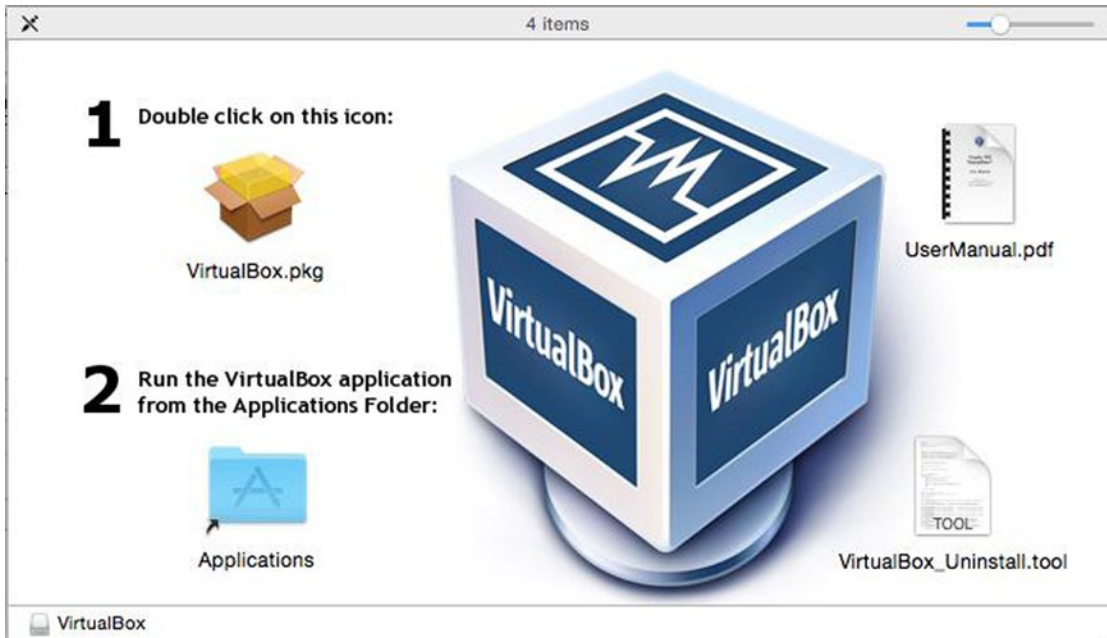 4 items
1 Double click on this icon:
VirtualBox.pkg
UserManual.pdf
VirtualBox
VirtualBox
2 Run the VirtualBox application
from the Applications Folder:
TOOL
Applications
VirtualBox_Uninstall.tool
VirtualBox